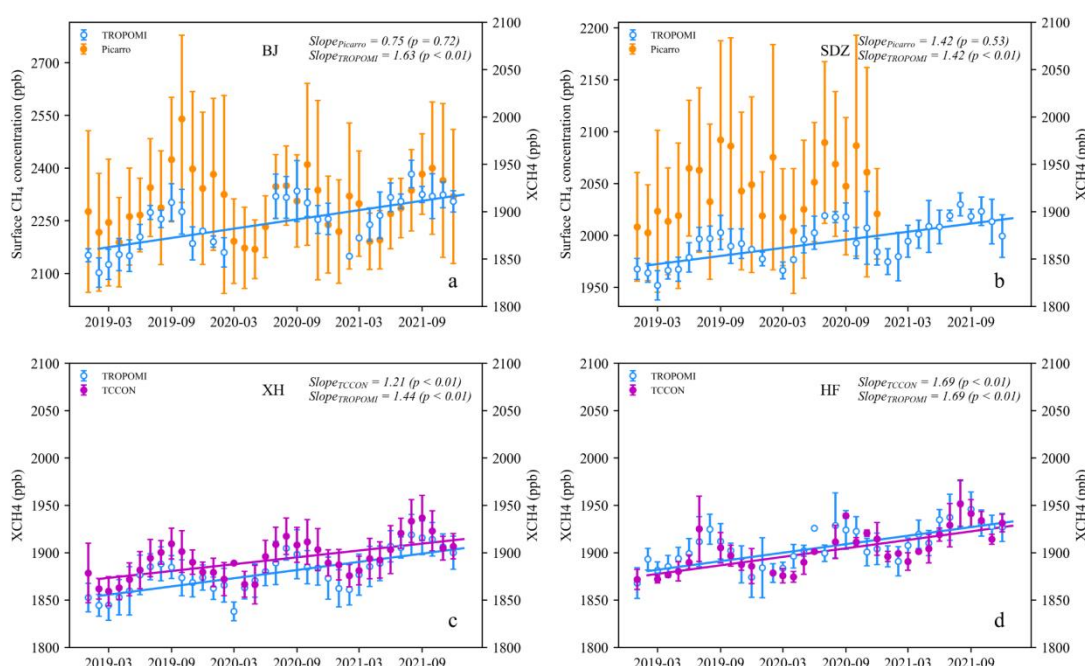 TROPOMI
Picarro
BJ
Slope_Picarro = 0.75 (p = 0.72)
Slope_TROPOMI = 1.63 (p < 0.01)
Surface CH₄ concentration (ppb)
2700
2550
2400
2250
2100
2100
2050
2000
1950
1900
1850
1800
XCH4 (ppb)
a
2019-03 2019-09 2020-03 2020-09 2021-03 2021-09
TROPOMI
Picarro
SDZ
Slope_Picarro = 1.42 (p = 0.53)
Slope_TROPOMI = 1.42 (p < 0.01)
Surface CH₄ concentration (ppb)
2200
2150
2100
2050
2000
1950
2100
2050
2000
1950
1900
1850
1800
XCH4 (ppb)
b
2019-03 2019-09 2020-03 2020-09 2021-03 2021-09
TROPOMI
TCCON
XH
Slope_TCCON = 1.21 (p < 0.01)
Slope_TROPOMI = 1.44 (p < 0.01)
XCH4 (ppb)
2100
2050
2000
1950
1900
1850
1800
2100
2050
2000
1950
1900
1850
1800
XCH4 (ppb)
c
2019-03 2019-09 2020-03 2020-09 2021-03 2021-09
TROPOMI
TCCON
HF
Slope_TCCON = 1.69 (p < 0.01)
Slope_TROPOMI = 1.69 (p < 0.01)
XCH4 (ppb)
2100
2050
2000
1950
1900
1850
1800
2100
2050
2000
1950
1900
1850
1800
XCH4 (ppb)
d
2019-03 2019-09 2020-03 2020-09 2021-03 2021-09